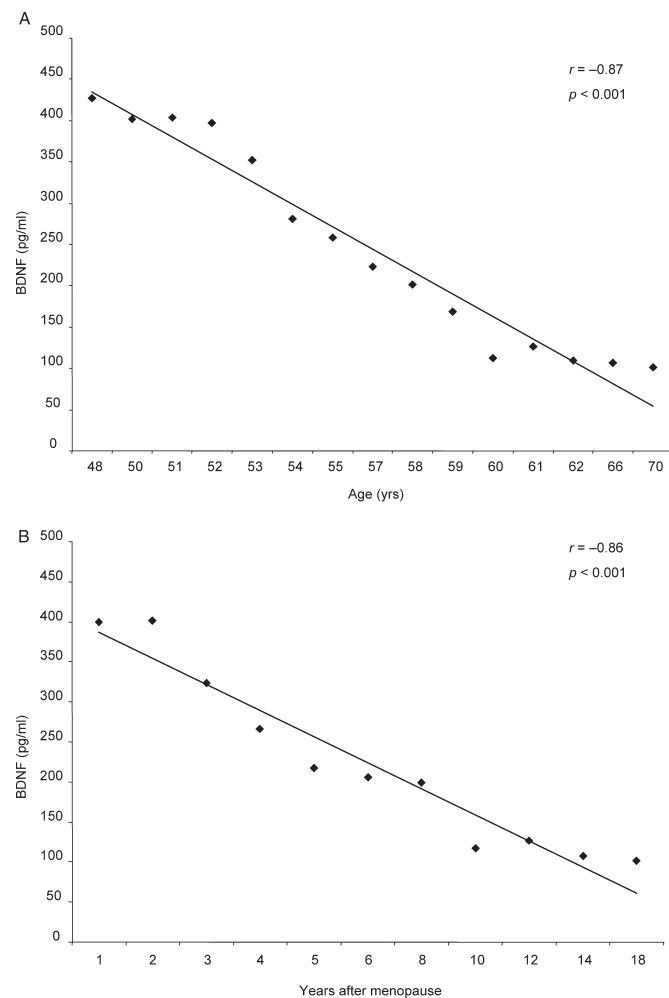 A
500
r = –0.87
450
p < 0.001
400
350
300
BDNF (pg/ml)
250
200
150
100
50
0
48 50 51 52 53 54 55 57 58 59 60 61 62 66 70
Age (yrs)
B
500
r = –0.86
450
p < 0.001
400
350
300
BDNF (pg/ml)
250
200
150
100
50
0
1 2 3 4 5 6 8 10 12 14 18
Years after menopause